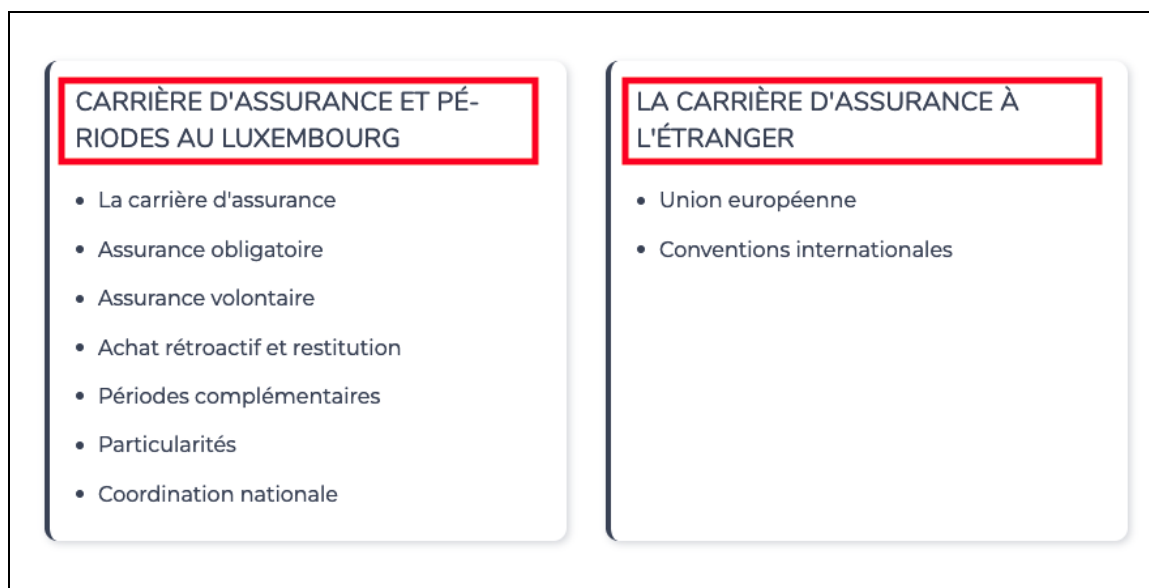 CARRIÈRE D'ASSURANCE ET PÉ-
RIODES AU LUXEMBOURG
• La carrière d'assurance
• Assurance obligatoire
• Assurance volontaire
• Achat rétroactif et restitution
• Périodes complémentaires
• Particularités
• Coordination nationale
LA CARRIÈRE D'ASSURANCE À
L'ÉTRANGER
• Union européenne
• Conventions internationales